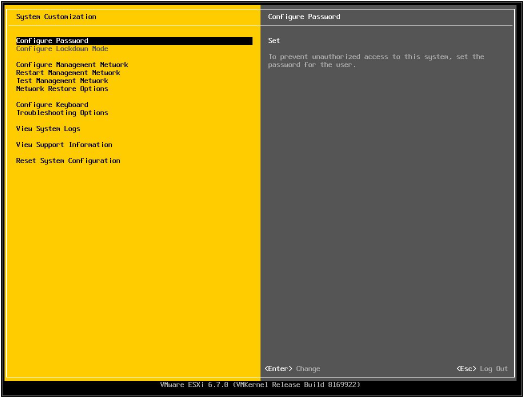 System Customization
Configure Password
Configure Password
Configure Lockdown Mode
Configure Management Network
Restart Management Network
Test Management Network
Network Restore Options
Configure Keyboard
Troubleshooting Options
View System Logs
View Support Information
Reset System Configuration
Set
To prevent unauthorized access to this system, set the
password for the user.
<Enter> Change
<Esc> Log Out
VMware ESXi 6.7.0 (VMKernel Release Build 8169922)